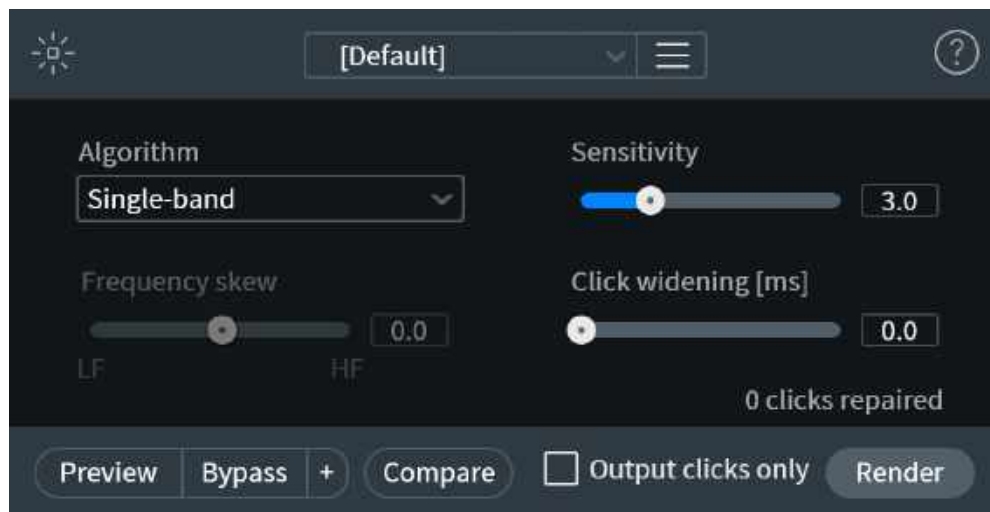 [Default]
?
Algorithm
Single-band
Sensitivity
3.0
Frequency skew
0.0
LF HF
Click widening [ms]
0.0
0 clicks repaired
Preview Bypass + Compare Output clicks only Render